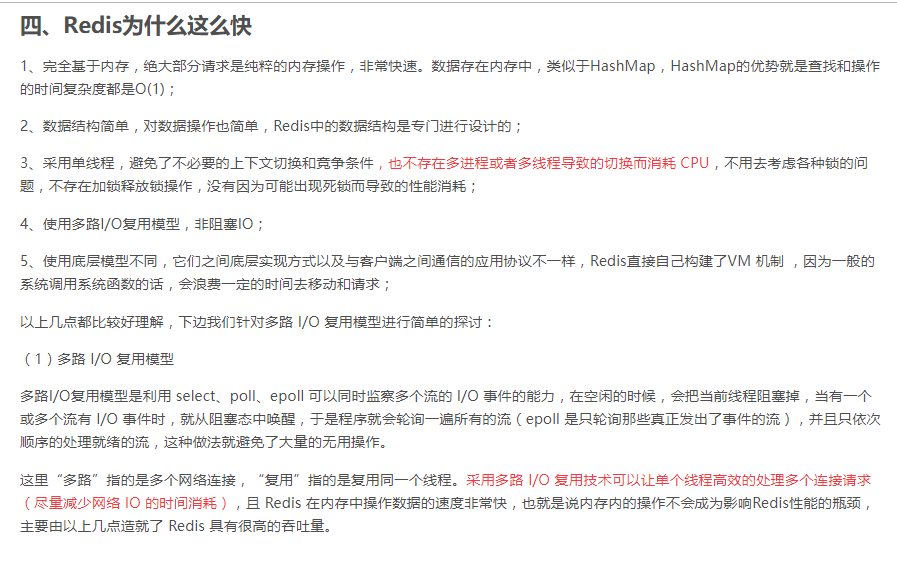 四、Redis为什么这么快
1、完全基于内存，绝大部分请求是纯粹的内存操作，非常快速。数据存在内存中，类似于HashMap，HashMap的优势就是查找和操作
的时间复杂度都是O(1)；
2、数据结构简单，对数据操作也简单，Redis中的数据结构是专门进行设计的；
3、采用单线程，避免了不必要的上下文切换和竞争条件，也不存在多进程或者多线程导致的切换而消耗 CPU，不用去考虑各种锁的问
题，不存在加锁释放锁操作，没有因为可能出现死锁而导致的性能消耗；
4、使用多路I/O复用模型，非阻塞IO；
5、使用底层模型不同，它们之间底层实现方式以及与客户端之间通信的应用协议不一样，Redis直接自己构建了VM 机制 ，因为一般的
系统调用系统函数的话，会浪费一定的时间去移动和请求；
以上几点都比较好理解，下边我们针对多路 I/O 复用模型进行简单的探讨：
（1）多路 I/O 复用模型
多路I/O复用模型是利用 select、poll、epoll 可以同时监察多个流的 I/O 事件的能力，在空闲的时候，会把当前线程阻塞掉，当有一个
或多个流有 I/O 事件时，就从阻塞态中唤醒，于是程序就会轮询一遍所有的流（epoll 是只轮询那些真正发出了事件的流），并且只依次
顺序的处理就绪的流，这种做法就避免了大量的无用操作。
这里“多路”指的是多个网络连接，“复用”指的是复用同一个线程。采用多路 I/O 复用技术可以让单个线程高效的处理多个连接请求
（尽量减少网络 IO 的时间消耗），且 Redis 在内存中操作数据的速度非常快，也就是说内存内的操作不会成为影响Redis性能的瓶颈，
主要由以上几点造就了 Redis 具有很高的吞吐量。